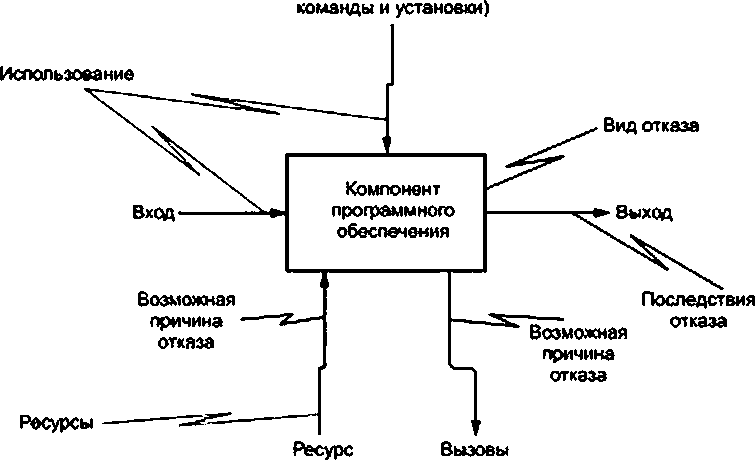 команды и установки)
Использование
Вид отказа
Компонент
программного
обеспечения
Вход
Выход
Возможная
причина
отказа
Последствия
отказа
Возможная
причина
отказа
Ресурсы
Ресурс
Вызовы